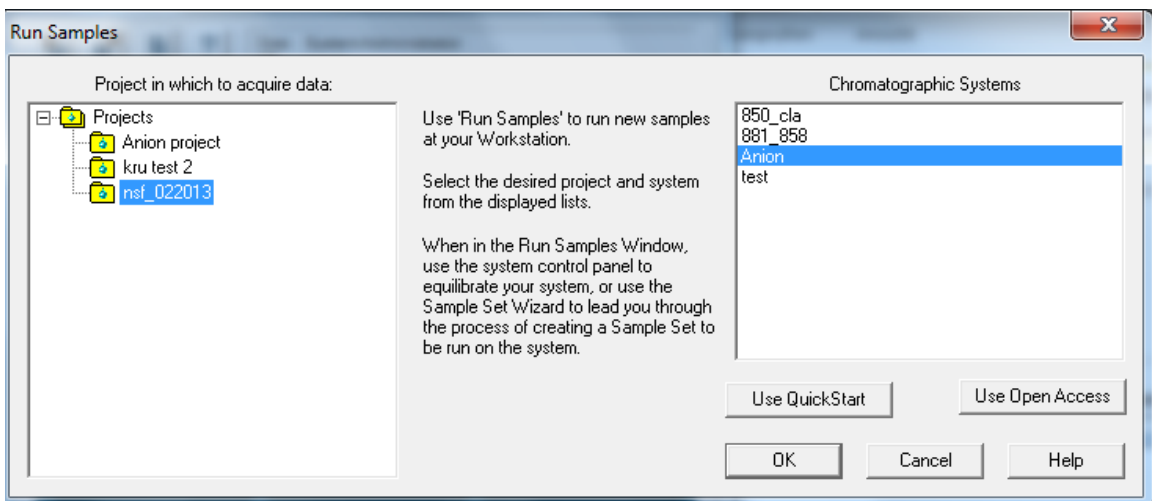 Run Samples
Project in which to acquire data:
Projects
Anion project
kru test 2
nsf_022013
Use 'Run Samples' to run new samples
at your Workstation.
Select the desired project and system
from the displayed lists.
When in the Run Samples Window,
use the system control panel to
equilibrate your system, or use the
Sample Set Wizard to lead you through
the process of creating a Sample Set to
be run on the system.
Chromatographic Systems
850_cla
881_858
Anion
test
Use QuickStart
Use Open Access
OK
Cancel
Help